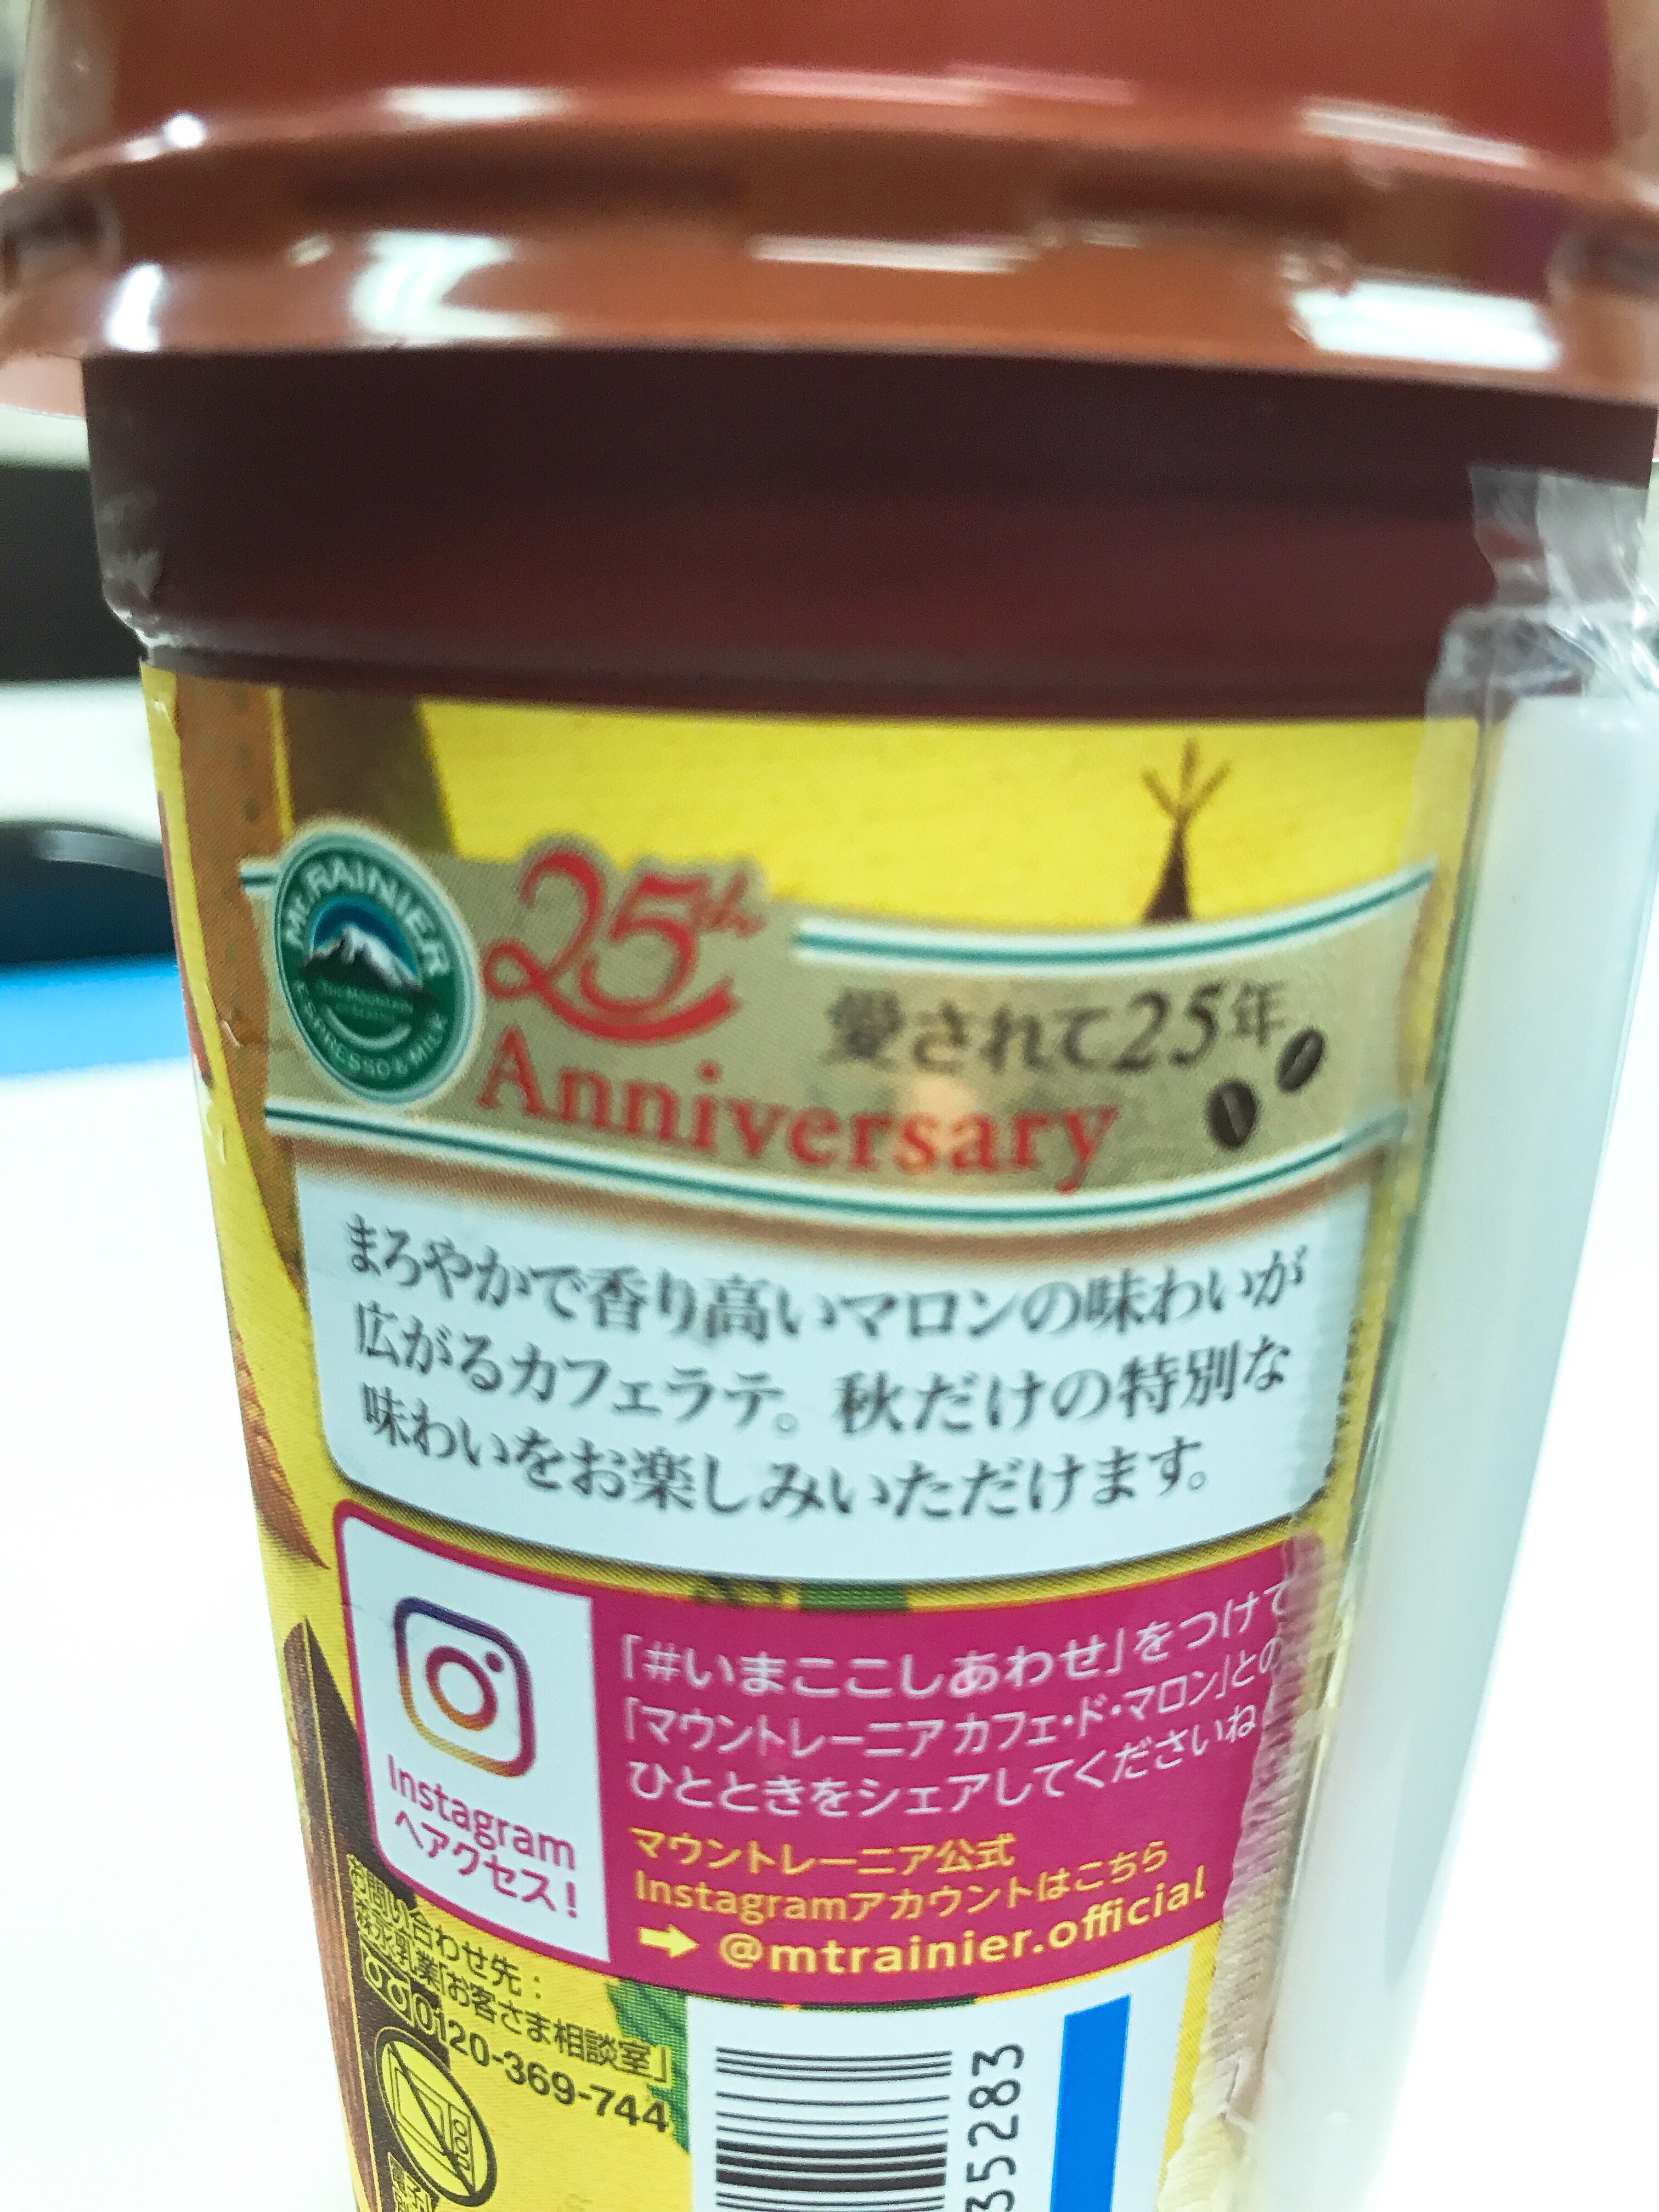 Mt.RAINIER
ESPRESSO & MILK
25th
Anniversary
愛されて25年
まろやかで香り高いマロンの味わいが
広がるカフェラテ。秋だけの特別な
味わいをお楽しみいただけます。
Instagram
へアクセス!
「#いまここしあわせ」をつけて
「マウントレーニア カフェ・ド・マロン」との
ひとときをシェアしてくださいね
マウントレーニア公式
Instagramアカウントはこちら
➡ @mtrainier.official
お問い合わせ先:
森永乳業「お客さま相談室」
0120-369-744
35283